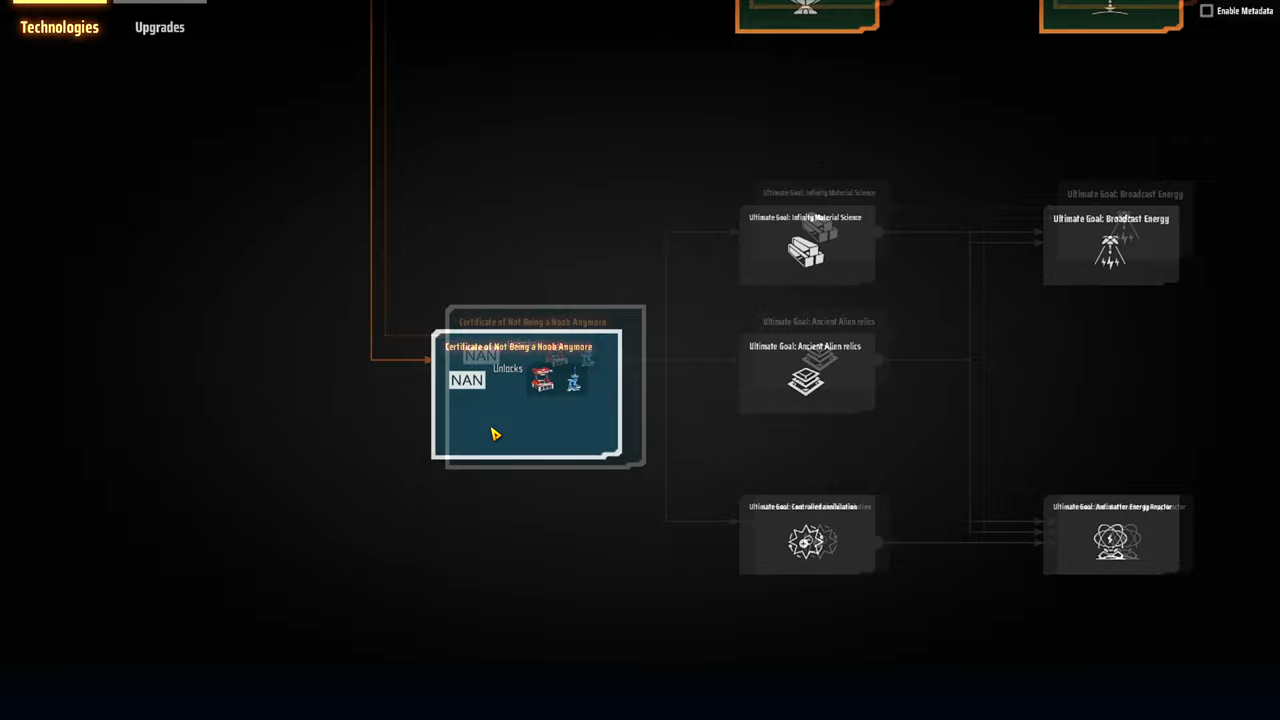 Technologies
Upgrades
Enable Metadata
Ultimate Goal: Infinity Material Science
Ultimate Goal: Broadcast Energy
Ultimate Goal: Infinity Material Science
Ultimate Goal: Broadcast Energy
Certificate of Not Being a Noob Anymore
Ultimate Goal: Ancient Alien relics
Certificate of Not Being a Noob Anymore
Ultimate Goal: Ancient Alien relics
NAN
Unlocks
NAN
Ultimate Goal: Controlled annihilation
Ultimate Goal: Antimatter Energy Reactor